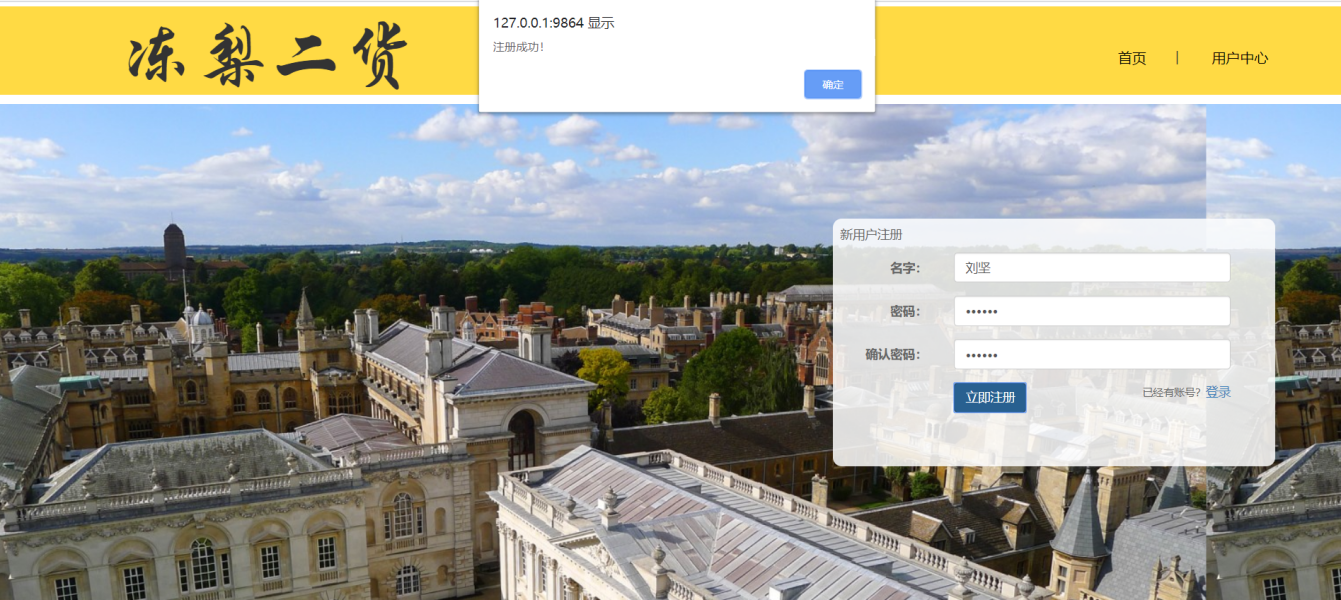 127.0.0.1:9864 显示
注册成功！
确定
冻梨二货
首页 | 用户中心
新用户注册
名字： 刘坚
密码： ••••••
确认密码： ••••••
立即注册 已经有账号？登录